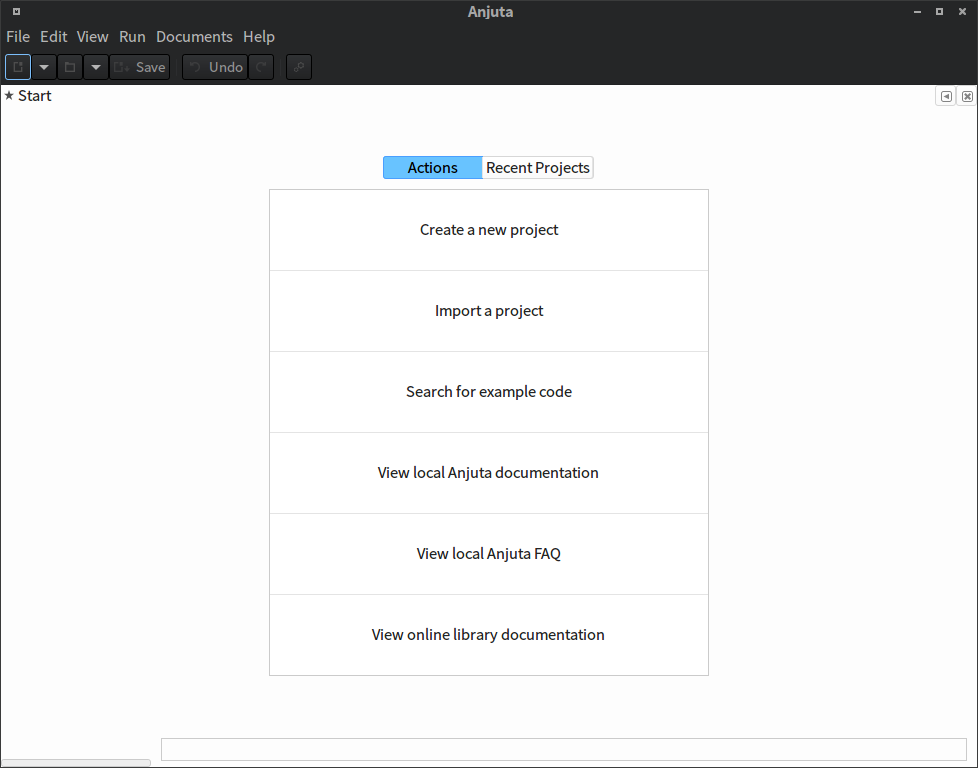 Anjuta
File Edit View Run Documents Help
Save Undo
★ Start
Actions Recent Projects
Create a new project
Import a project
Search for example code
View local Anjuta documentation
View local Anjuta FAQ
View online library documentation